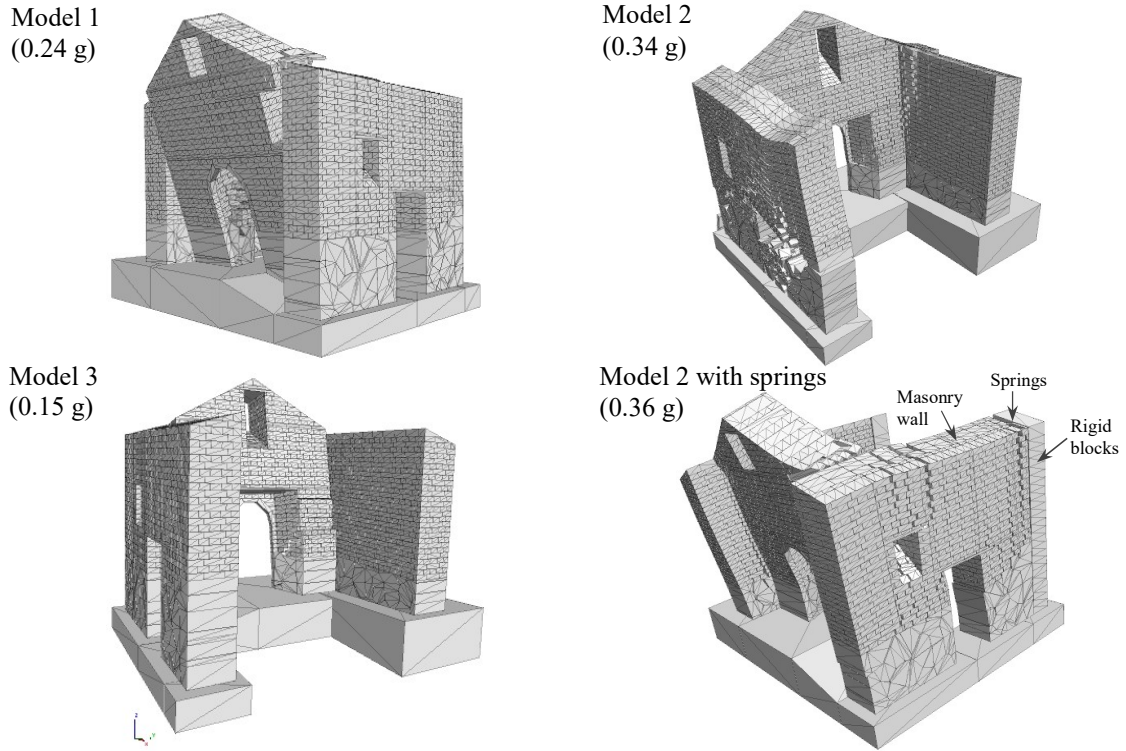 Model 1
(0.24 g)
Model 2
(0.34 g)
Model 3
(0.15 g)
Model 2 with springs
(0.36 g)
Springs
Masonry
wall
Rigid
blocks
z
y
x